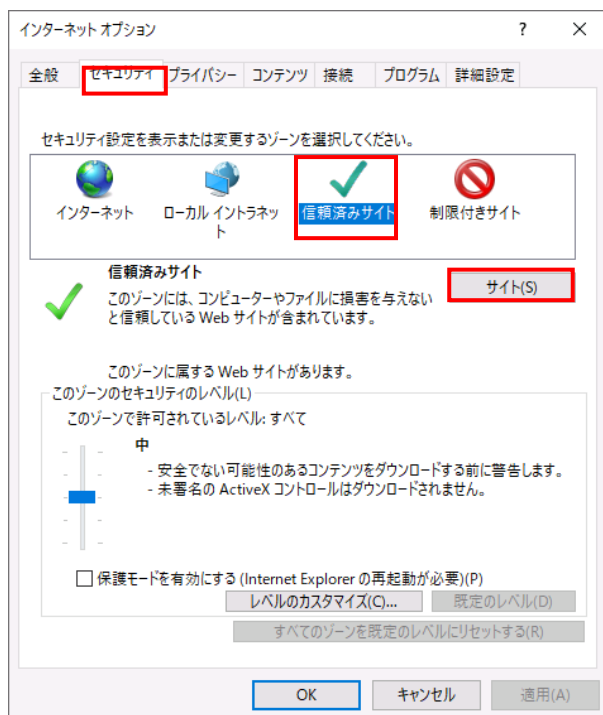 インターネット オプション ? ×
全般 セキュリティ プライバシー コンテンツ 接続 プログラム 詳細設定
セキュリティ設定を表示または変更するゾーンを選択してください。
インターネット ローカル イントラネッ 信頼済みサイト 制限付きサイト
ト
信頼済みサイト
サイト(S)
このゾーンには、コンピューターやファイルに損害を与えない
と信頼している Web サイトが含まれています。
このゾーンに属する Web サイトがあります。
このゾーンのセキュリティのレベル(L)
このゾーンで許可されているレベル: すべて
中
- 安全でない可能性のあるコンテンツをダウンロードする前に警告します。
- 未署名の ActiveX コントロールはダウンロードされません。
保護モードを有効にする (Internet Explorer の再起動が必要)(P)
レベルのカスタマイズ(C)... 既定のレベル(D)
すべてのゾーンを既定のレベルにリセットする(R)
OK キャンセル 適用(A)